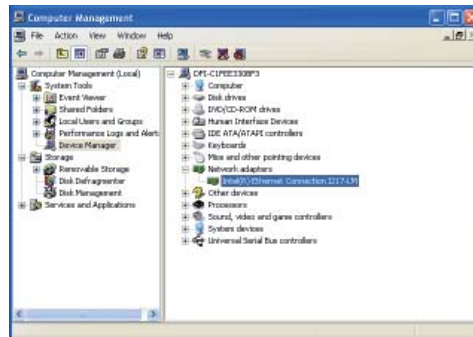 Computer Management
File Action View Window Help
Computer Management (Local)
System Tools
Event Viewer
Shared Folders
Local Users and Groups
Performance Logs and Alert
Device Manager
Storage
Removable Storage
Disk Defragmenter
Disk Management
Services and Applications
Computer
Disk drives
DVD/CD-ROM drives
Human Interface Devices
IDE ATA/ATAPI controllers
Keyboards
Mice and other pointing devices
Network adapters
Intel(R) Ethernet Connection I217-LM
Other devices
Processors
Sound, video and game controllers
System devices
Universal Serial Bus controllers